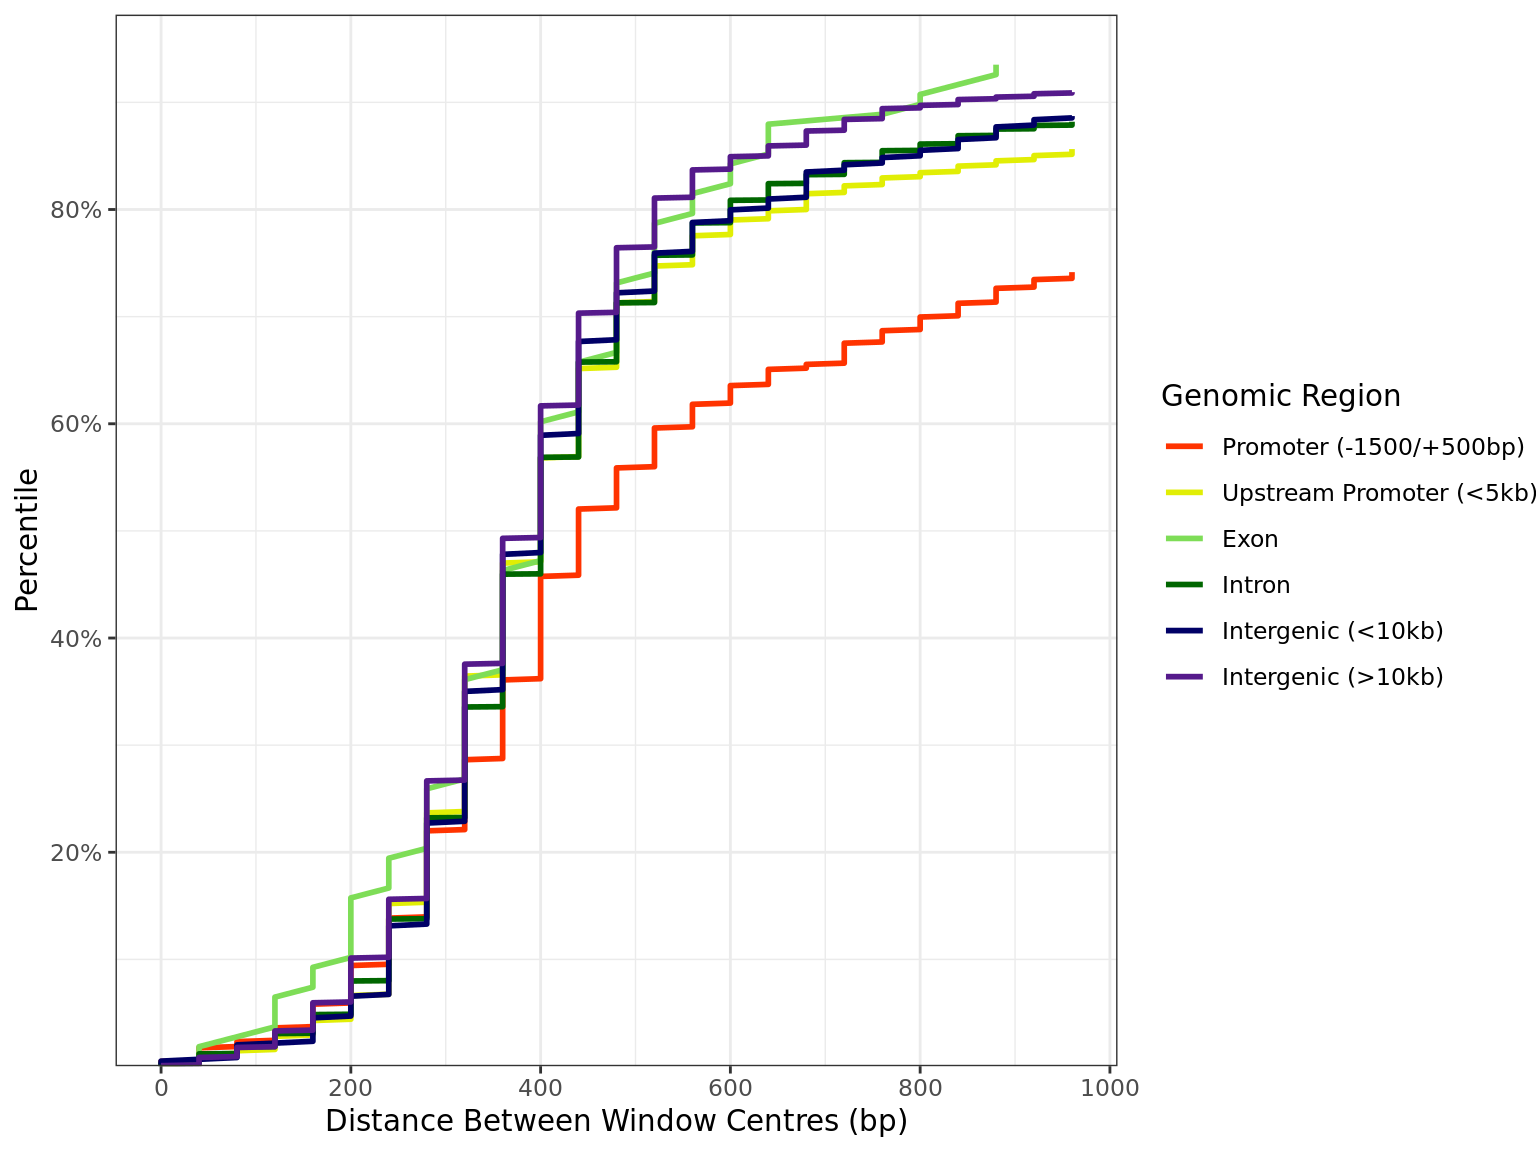 80%
60%
40%
20%
Percentile
0
200
400
600
800
1000
Distance Between Window Centres (bp)
Genomic Region
Promoter (-1500/+500bp)
Upstream Promoter (<5kb)
Exon
Intron
Intergenic (<10kb)
Intergenic (>10kb)